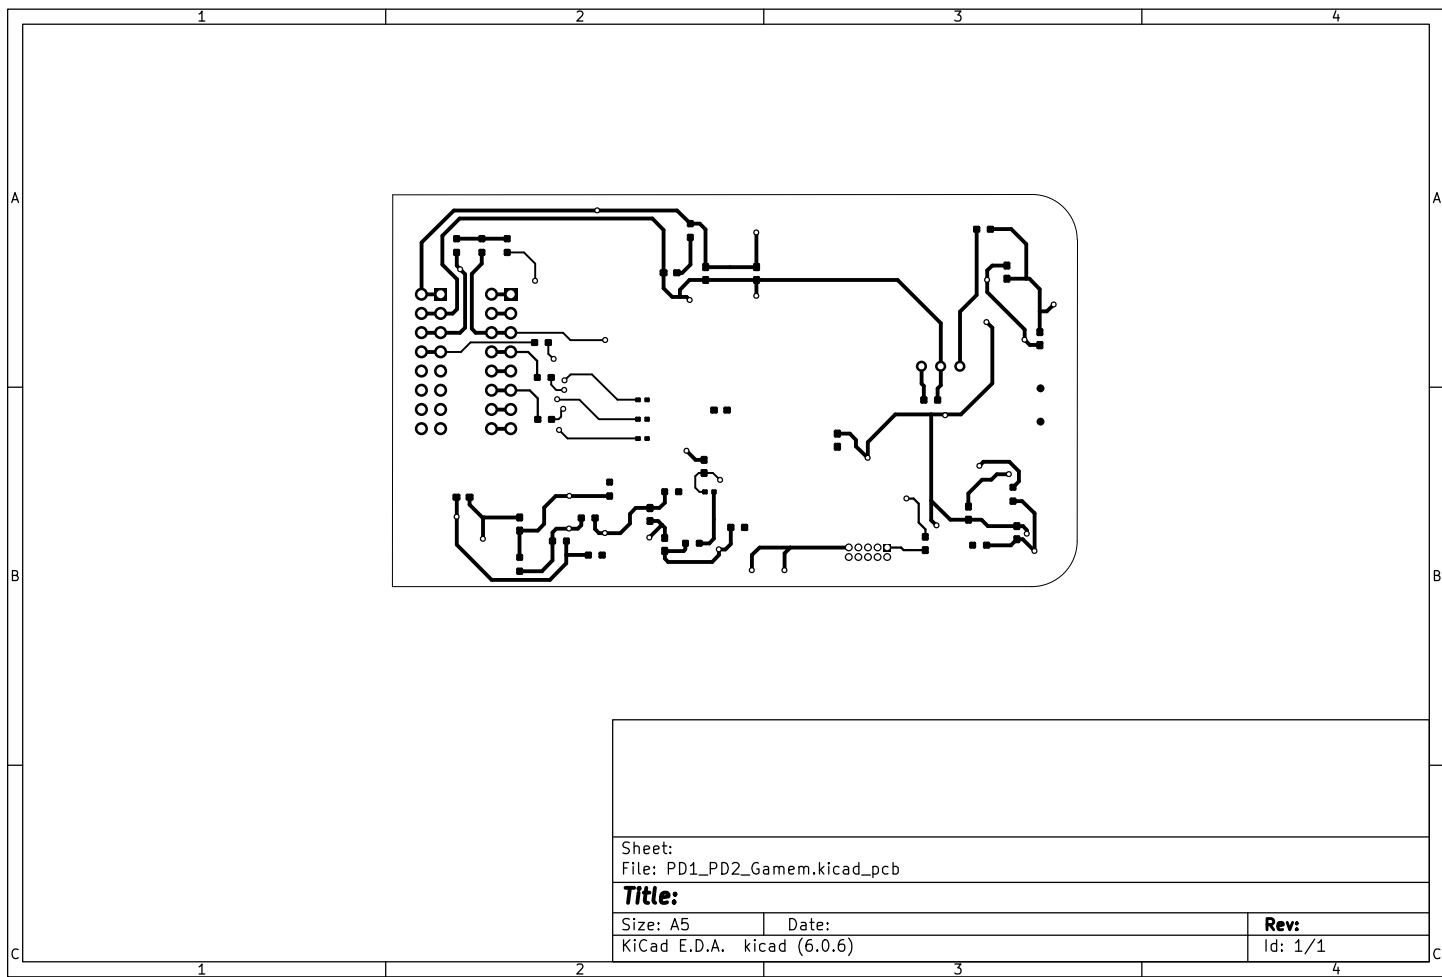 1 2 3 4
A A
B B
Sheet:
File: PD1_PD2_Gamem.kicad_pcb
Title:
Size: A5 Date: Rev:
KiCad E.D.A. kicad (6.0.6) Id: 1/1
C C
1 2 3 4